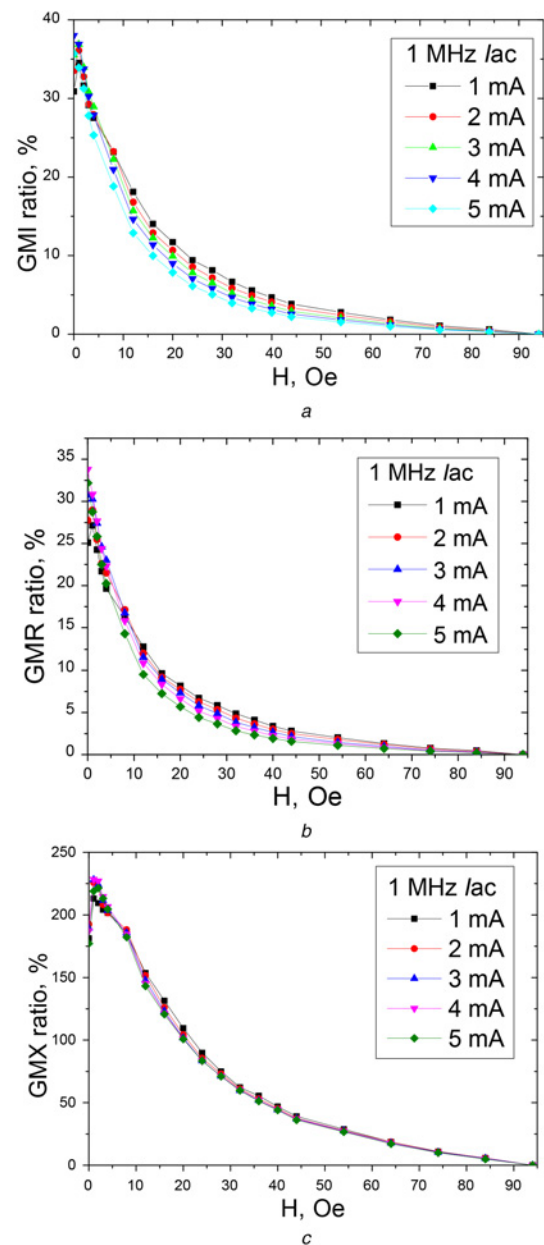 40
30
20
10
0
GMI ratio, %
1 MHz Iac
1 mA
2 mA
3 mA
4 mA
5 mA
0 10 20 30 40 50 60 70 80 90
H, Oe
a
35
30
25
20
15
10
5
0
GMR ratio, %
1 MHz Iac
1 mA
2 mA
3 mA
4 mA
5 mA
0 10 20 30 40 50 60 70 80 90
H, Oe
b
250
200
150
100
50
0
GMX ratio, %
1 MHz Iac
1 mA
2 mA
3 mA
4 mA
5 mA
0 10 20 30 40 50 60 70 80 90
H, Oe
c